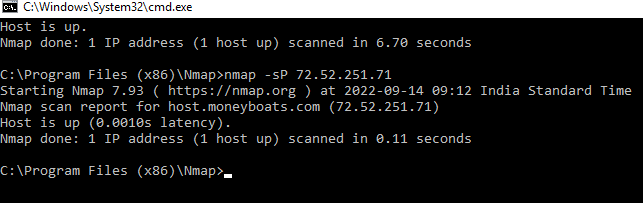 C:\Windows\System32\cmd.exe
Host is up.
Nmap done: 1 IP address (1 host up) scanned in 6.70 seconds
C:\Program Files (x86)\Nmap>nmap -sP 72.52.251.71
Starting Nmap 7.93 ( https://nmap.org ) at 2022-09-14 09:12 India Standard Time
Nmap scan report for host.moneyboats.com (72.52.251.71)
Host is up (0.0010s latency).
Nmap done: 1 IP address (1 host up) scanned in 0.11 seconds
C:\Program Files (x86)\Nmap>